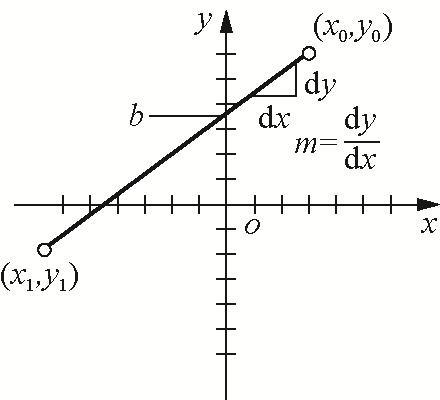 y
(x₀,y₀)
dy
b
dx
m=dy/dx
x
o
(x₁,y₁)